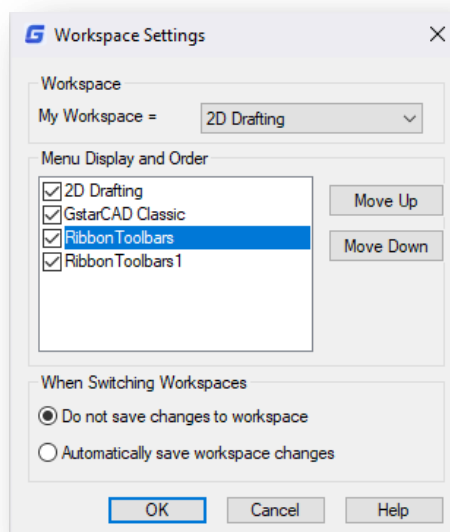 Workspace Settings
Workspace
My Workspace =
2D Drafting
Menu Display and Order
2D Drafting
GstarCAD Classic
RibbonToolbars
RibbonToolbars1
Move Up
Move Down
When Switching Workspaces
Do not save changes to workspace
Automatically save workspace changes
OK
Cancel
Help